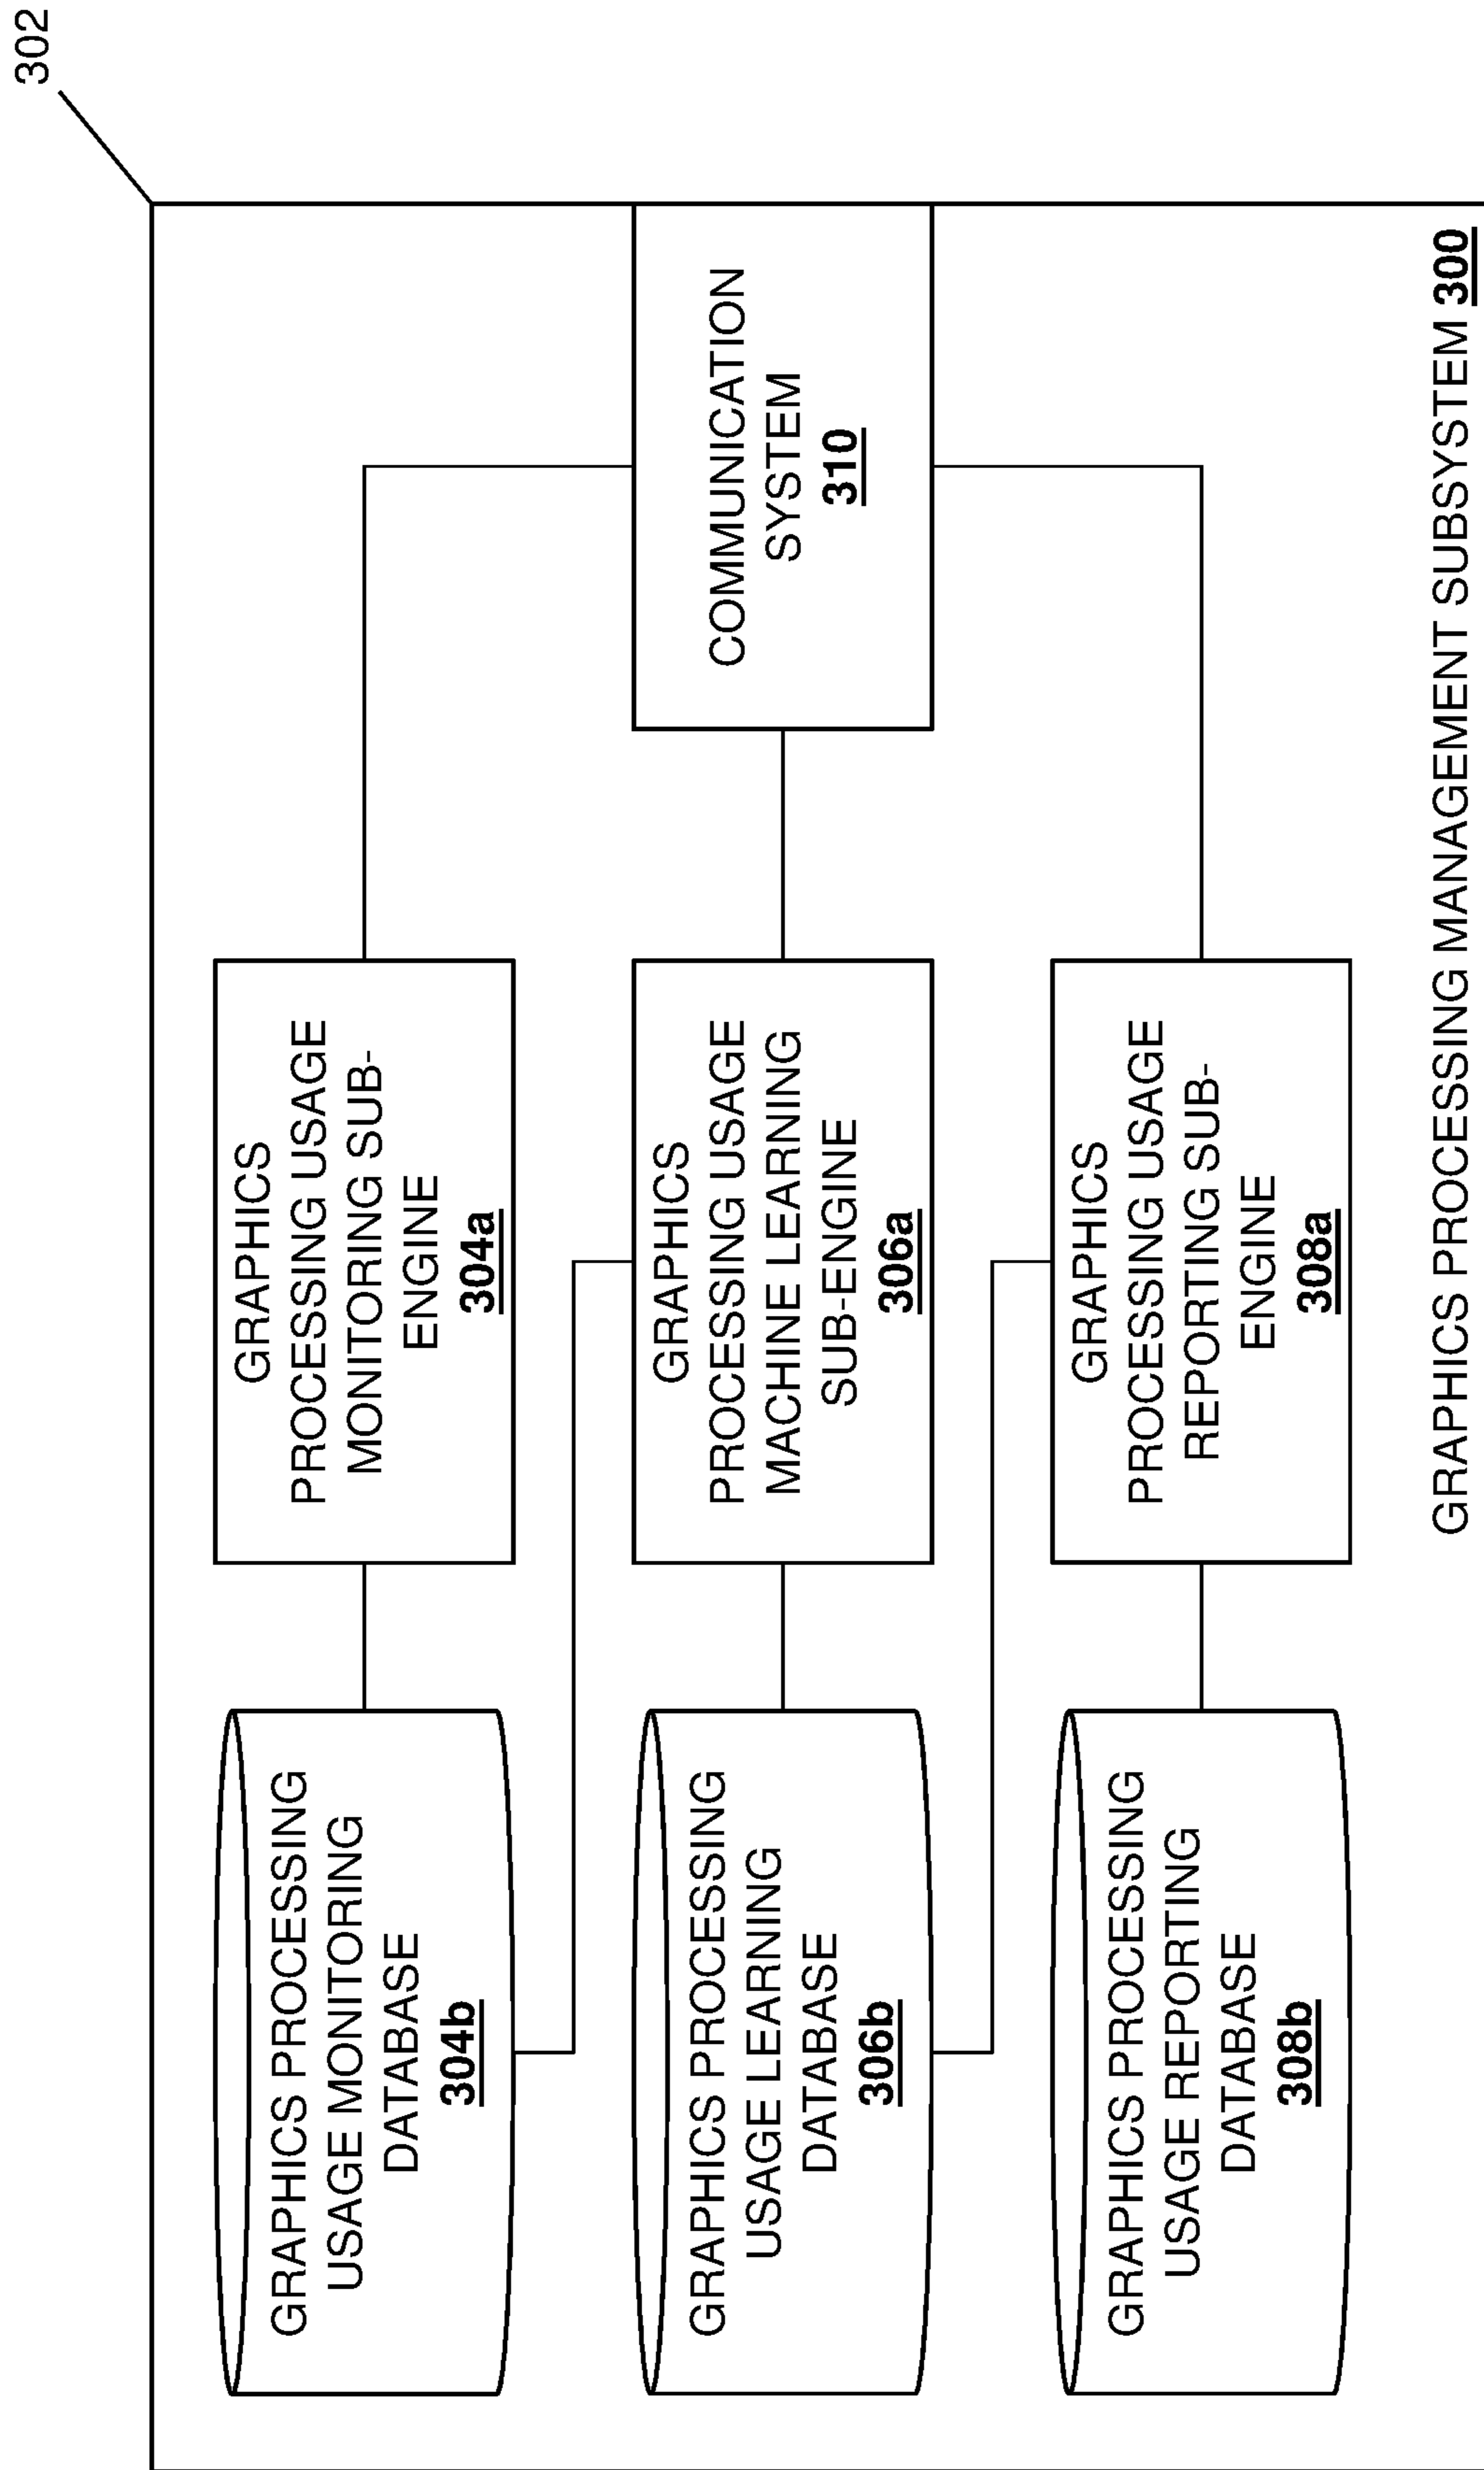 302
GRAPHICS PROCESSING
USAGE MONITORING
DATABASE
304b
GRAPHICS
PROCESSING USAGE
MONITORING SUB-
ENGINE
304a
GRAPHICS PROCESSING
USAGE LEARNING
DATABASE
306b
GRAPHICS
PROCESSING USAGE
MACHINE LEARNING
SUB-ENGINE
306a
COMMUNICATION
SYSTEM
310
GRAPHICS PROCESSING
USAGE REPORTING
DATABASE
308b
GRAPHICS
PROCESSING USAGE
REPORTING SUB-
ENGINE
308a
GRAPHICS PROCESSING MANAGEMENT SUBSYSTEM 300